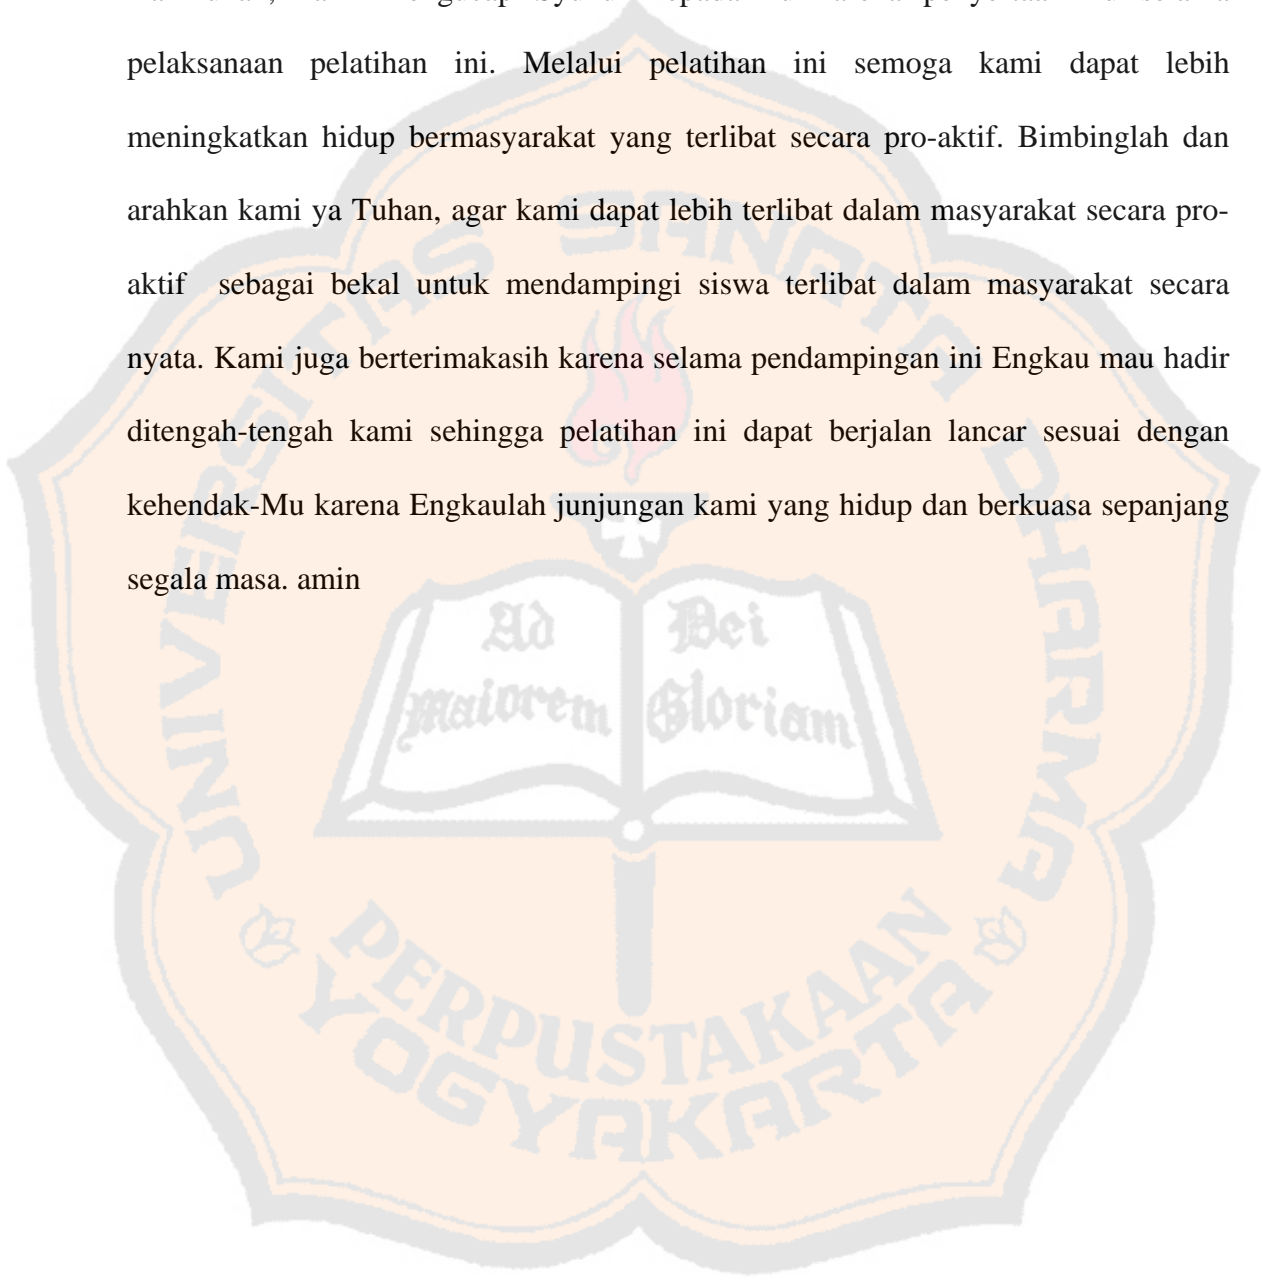 pelaksanaan pelatihan ini. Melalui pelatihan ini semoga kami dapat lebih
meningkatkan hidup bermasyarakat yang terlibat secara pro-aktif. Bimbinglah dan
arahkan kami ya Tuhan, agar kami dapat lebih terlibat dalam masyarakat secara pro-
aktif sebagai bekal untuk mendampingi siswa terlibat dalam masyarakat secara
nyata. Kami juga berterimakasih karena selama pendampingan ini Engkau mau hadir
ditengah-tengah kami sehingga pelatihan ini dapat berjalan lancar sesuai dengan
kehendak-Mu karena Engkaulah junjungan kami yang hidup dan berkuasa sepanjang
segala masa. amin
UNIVERSITAS SANATA DHARMA
Ad Dei
maiorem Gloriam
PERPUSTAKAAN
YOGYAKARTA